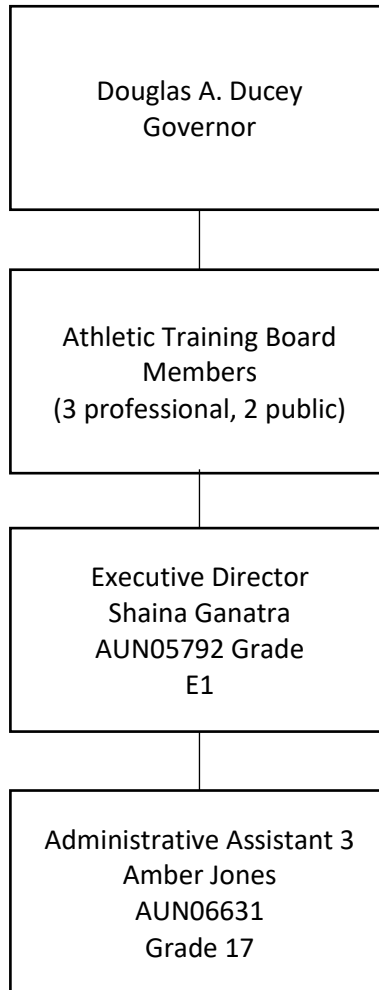 Douglas A. Ducey
Governor
Athletic Training Board
Members
(3 professional, 2 public)
Executive Director
Shaina Ganatra
AUN05792 Grade
E1
Administrative Assistant 3
Amber Jones
AUN06631
Grade 17